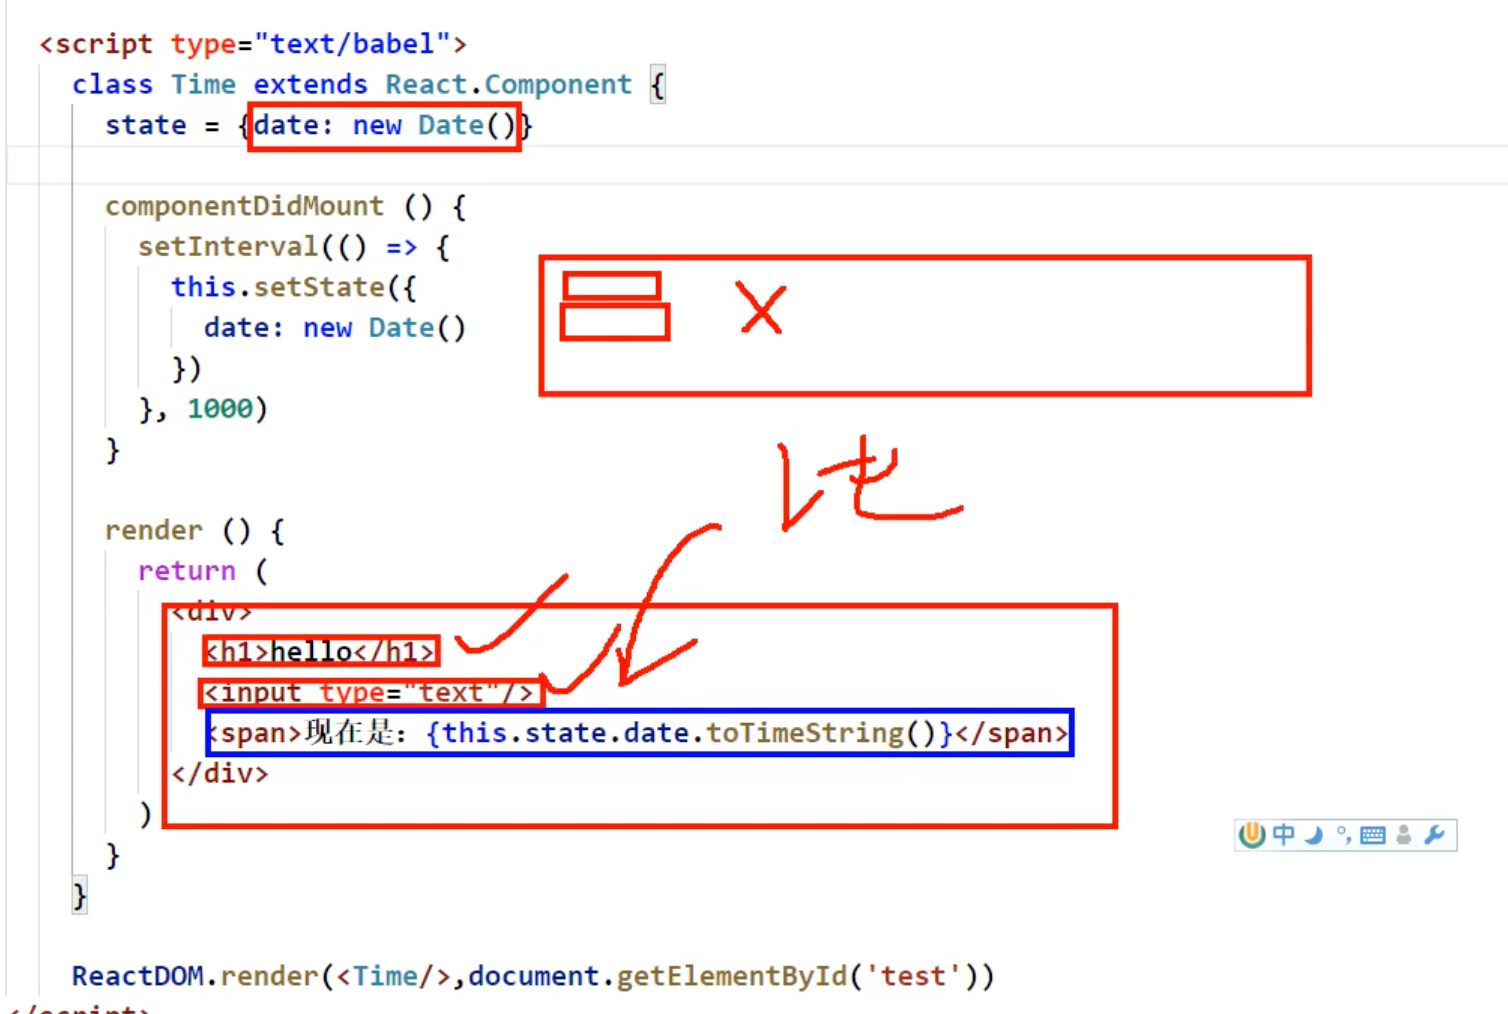 <script type="text/babel">
class Time extends React.Component {
state = {date: new Date()}
componentDidMount () {
setInterval(() => {
this.setState({
date: new Date()
})
}, 1000)
}
render () {
return (
<div>
<h1>hello</h1>
<input type="text"/>
<span>现在是：{this.state.date.toTimeString()}</span>
</div>
)
}
}
中
ReactDOM.render(<Time/>,document.getElementById('test'))
</script>